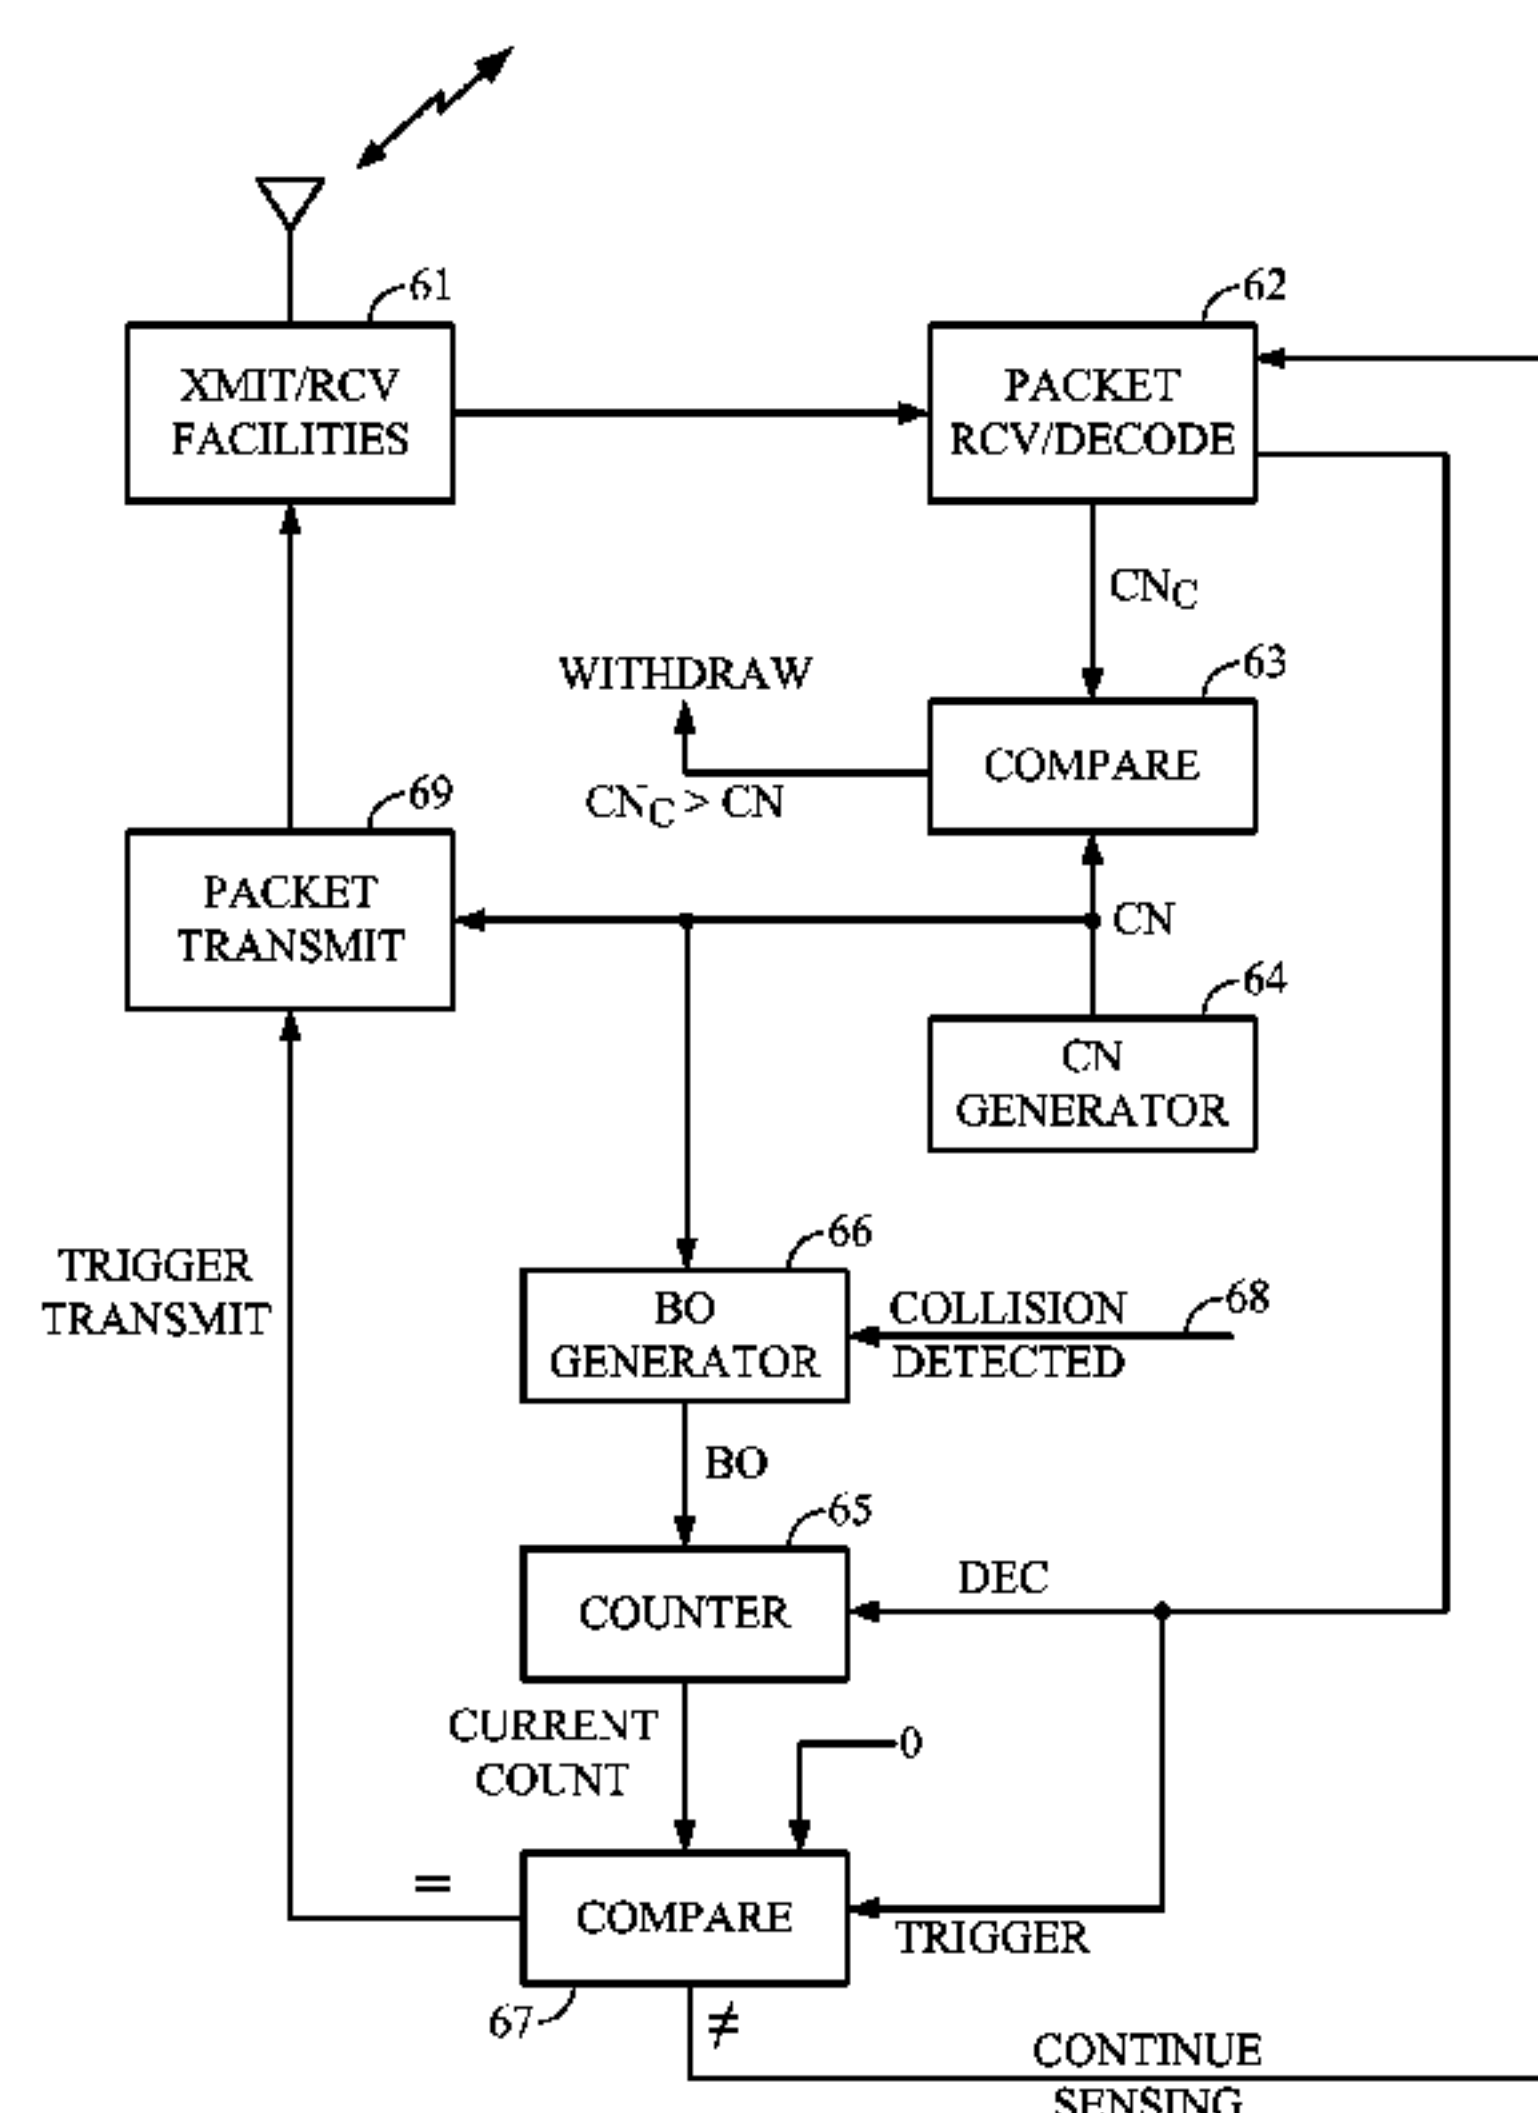 61
XMIT/RCV
FACILITIES
62
PACKET
RCV/DECODE
CNC
63
COMPARE
WITHDRAW
CNC > CN
69
PACKET
TRANSMIT
CN
64
CN
GENERATOR
TRIGGER
TRANSMIT
66
BO
GENERATOR
COLLISION
DETECTED
68
BO
65
COUNTER
DEC
CURRENT
COUNT
0
=
COMPARE
TRIGGER
67
≠
CONTINUE
SENSING